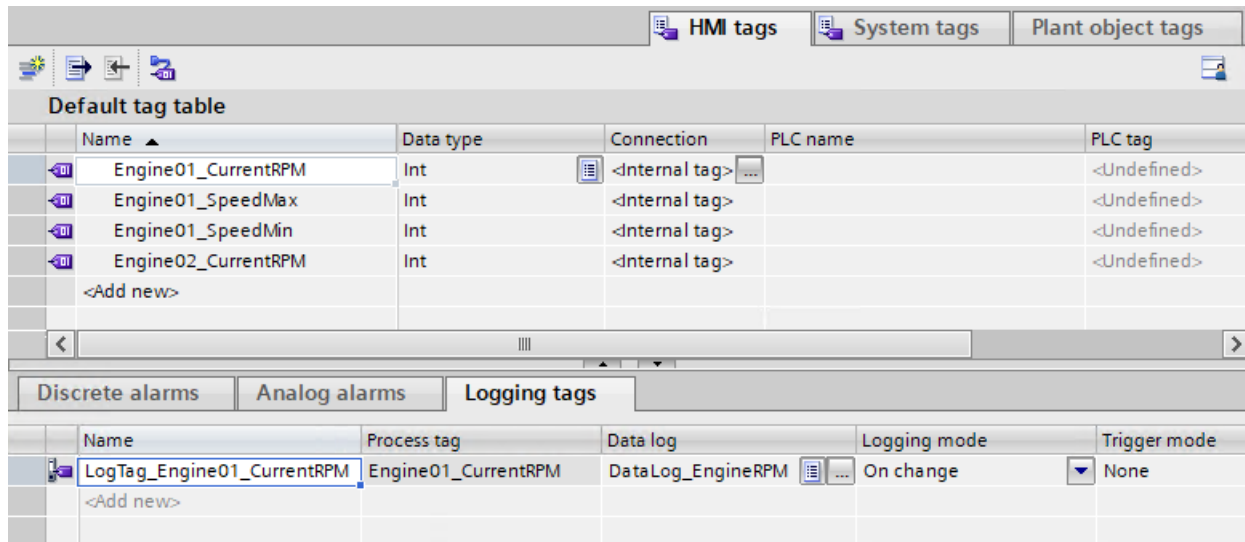 HMI tags System tags Plant object tags
Default tag table
Name Data type Connection PLC name PLC tag
Engine01_CurrentRPM Int <Internal tag> ... <Undefined>
Engine01_SpeedMax Int <Internal tag> <Undefined>
Engine01_SpeedMin Int <Internal tag> <Undefined>
Engine02_CurrentRPM Int <Internal tag> <Undefined>
<Add new>
Discrete alarms Analog alarms Logging tags
Name Process tag Data log Logging mode Trigger mode
LogTag_Engine01_CurrentRPM Engine01_CurrentRPM DataLog_EngineRPM ... On change None
<Add new>